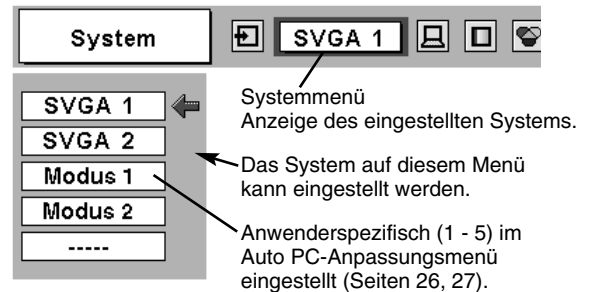 System
SVGA 1
Systemmenü
Anzeige des eingestellten Systems.
SVGA 1
SVGA 2
Modus 1
Modus 2
-----
Das System auf diesem Menü
kann eingestellt werden.
Anwenderspezifisch (1 - 5) im
Auto PC-Anpassungsmenü
eingestellt (Seiten 26, 27).